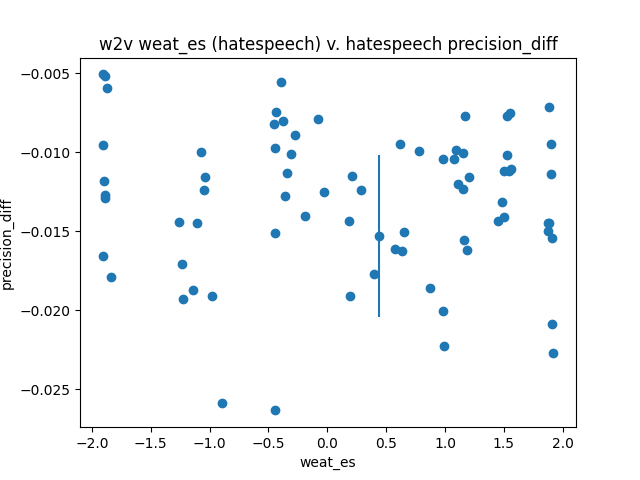 w2v weat_es (hatespeech) v. hatespeech precision_diff
−0.005
−0.010
−0.015
−0.020
−0.025
precision_diff
−2.0 −1.5 −1.0 −0.5 0.0 0.5 1.0 1.5 2.0
weat_es